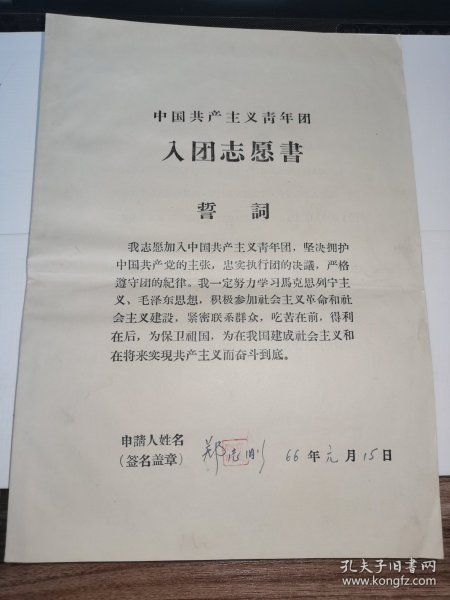 中国共产主义靑年团
入团志愿書
誓 詞
我志愿加入中国共产主义靑年团，坚决拥护
中国共产党的主张，忠实执行团的决議，严格
遵守团的紀律。我一定努力学习馬克思列宁主
义、毛泽东思想，积极参加社会主义革命和社
会主义建設，紧密联系群众，吃苦在前，得利
在后，为保卫祖国，为在我国建成社会主义和
在将来实現共产主义而奋斗到底。
申請人姓名
(签名盖章) 郑 66年元月15日
孔夫子旧书网
www.kongfz.com